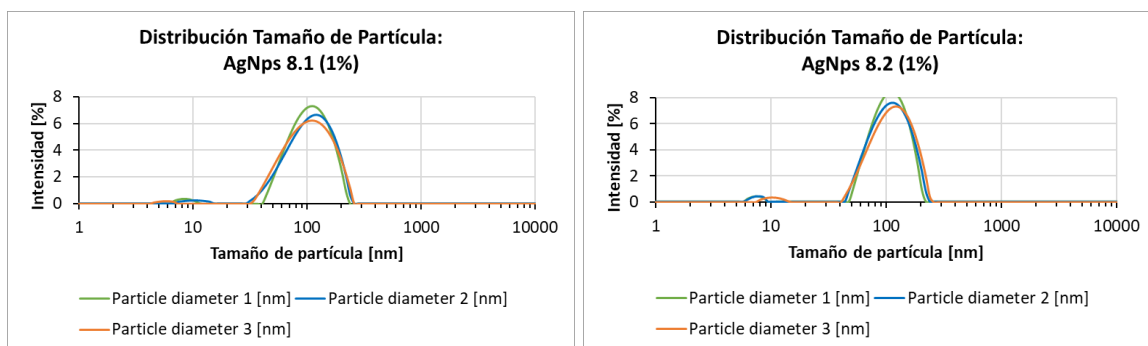 Distribución Tamaño de Partícula:
AgNps 8.1 (1%)
Intensidad [%]
8
6
4
2
0
1
10
100
1000
10000
Tamaño de partícula [nm]
Particle diameter 1 [nm]
Particle diameter 2 [nm]
Particle diameter 3 [nm]
Distribución Tamaño de Partícula:
AgNps 8.2 (1%)
Intensidad [%]
8
6
4
2
0
1
10
100
1000
10000
Tamaño de partícula [nm]
Particle diameter 1 [nm]
Particle diameter 2 [nm]
Particle diameter 3 [nm]